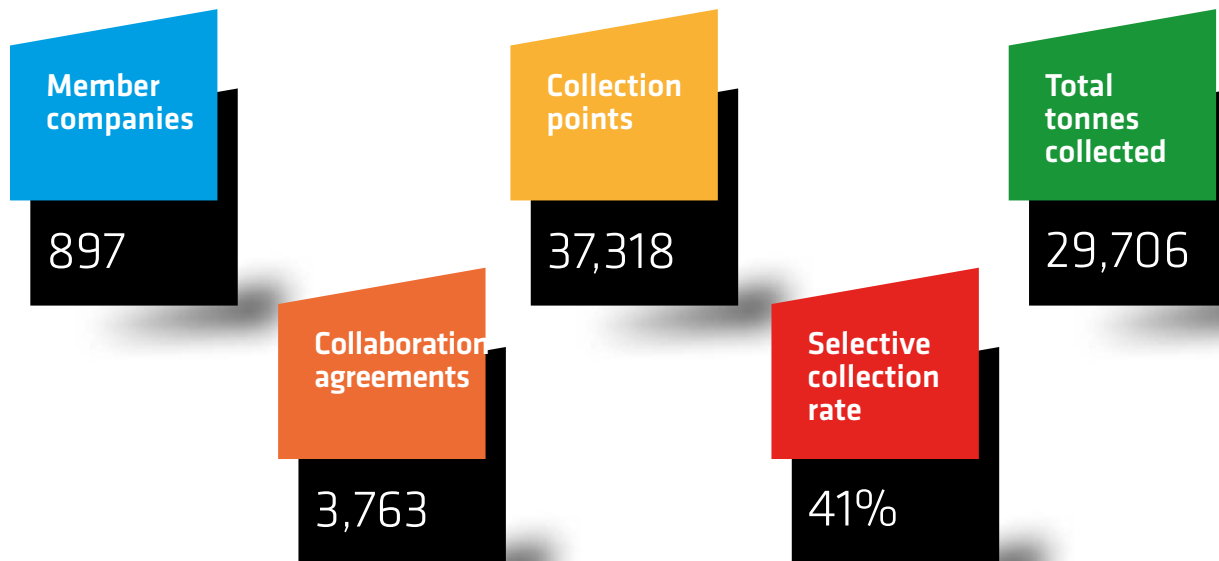 Member
companies
897
Collaboration
agreements
3,763
Collection
points
37,318
Selective
collection
rate
41%
Total
tonnes
collected
29,706